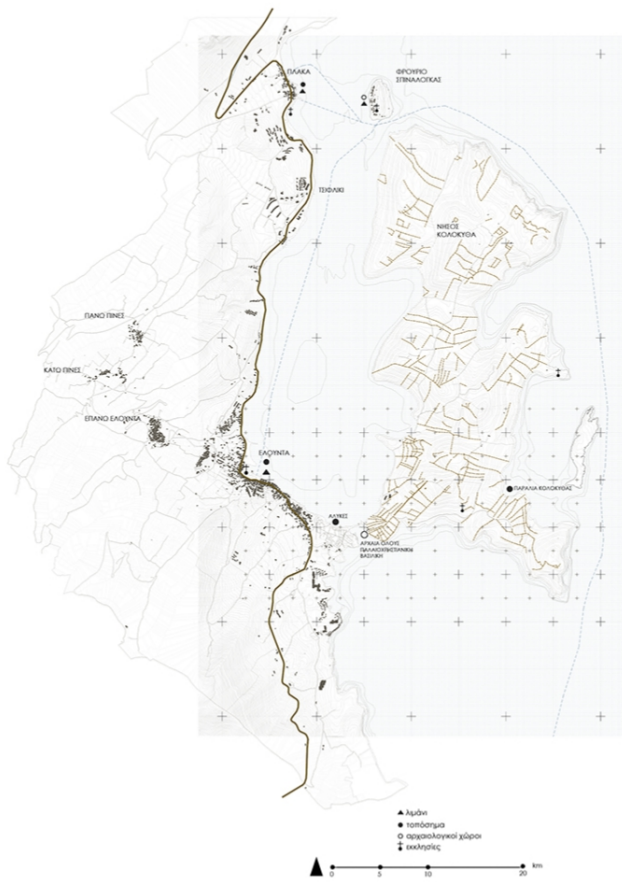 ΠΛΑΚΑ
ΦΡΟΥΡΙΟ
ΣΠΙΝΑΛΟΓΚΑΣ
ΤΣΙΦΛΙΚΙ
ΝΗΣΟΣ
ΚΟΛΟΚΥΘΑ
ΠΑΝΩ ΠΙΝΕΣ
ΚΑΤΩ ΠΙΝΕΣ
ΕΠΑΝΩ ΕΛΟΥΝΤΑ
ΕΛΟΥΝΤΑ
ΠΑΡΑΛΙΑ ΚΟΛΟΚΥΘΑΣ
ΑΛΥΚΕΣ
ΑΡΧΑΙΑ ΟΛΟΥΣ
ΠΑΛΑΙΟΧΡΙΣΤΙΑΝΙΚΗ
ΒΑΣΙΛΙΚΗ
λιμάνι
τοπόσημα
αρχαιολογικοί χώροι
εκκλησίες
0 5 10 20 km